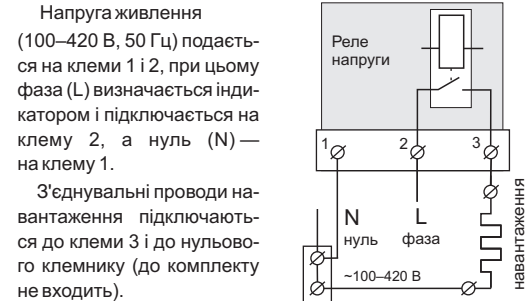 Напруга живлення
(100–420 В, 50 Гц) подаєть-
ся на клеми 1 і 2, при цьому
фаза (L) визначається інди-
катором і підключається на
клему 2, а нуль (N) —
на клему 1.
З'єднувальні проводи на-
вантаження підключають-
ся до клеми 3 і до нульово-
го клемнику (до комплекту
не входить).
Реле
напруги
1 2 3
N L
нуль фаза
~100–420 В
навантаження